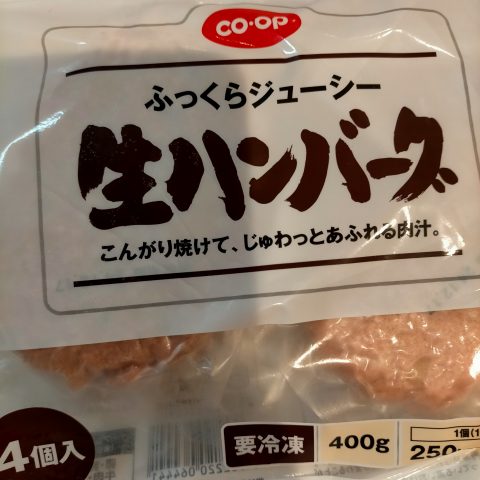 CO·OP
ふっくらジューシー
生ハンバーグ
こんがり焼けて、じゅわっとあふれる肉汁。
4個入
要冷凍
400g
1個(1
250